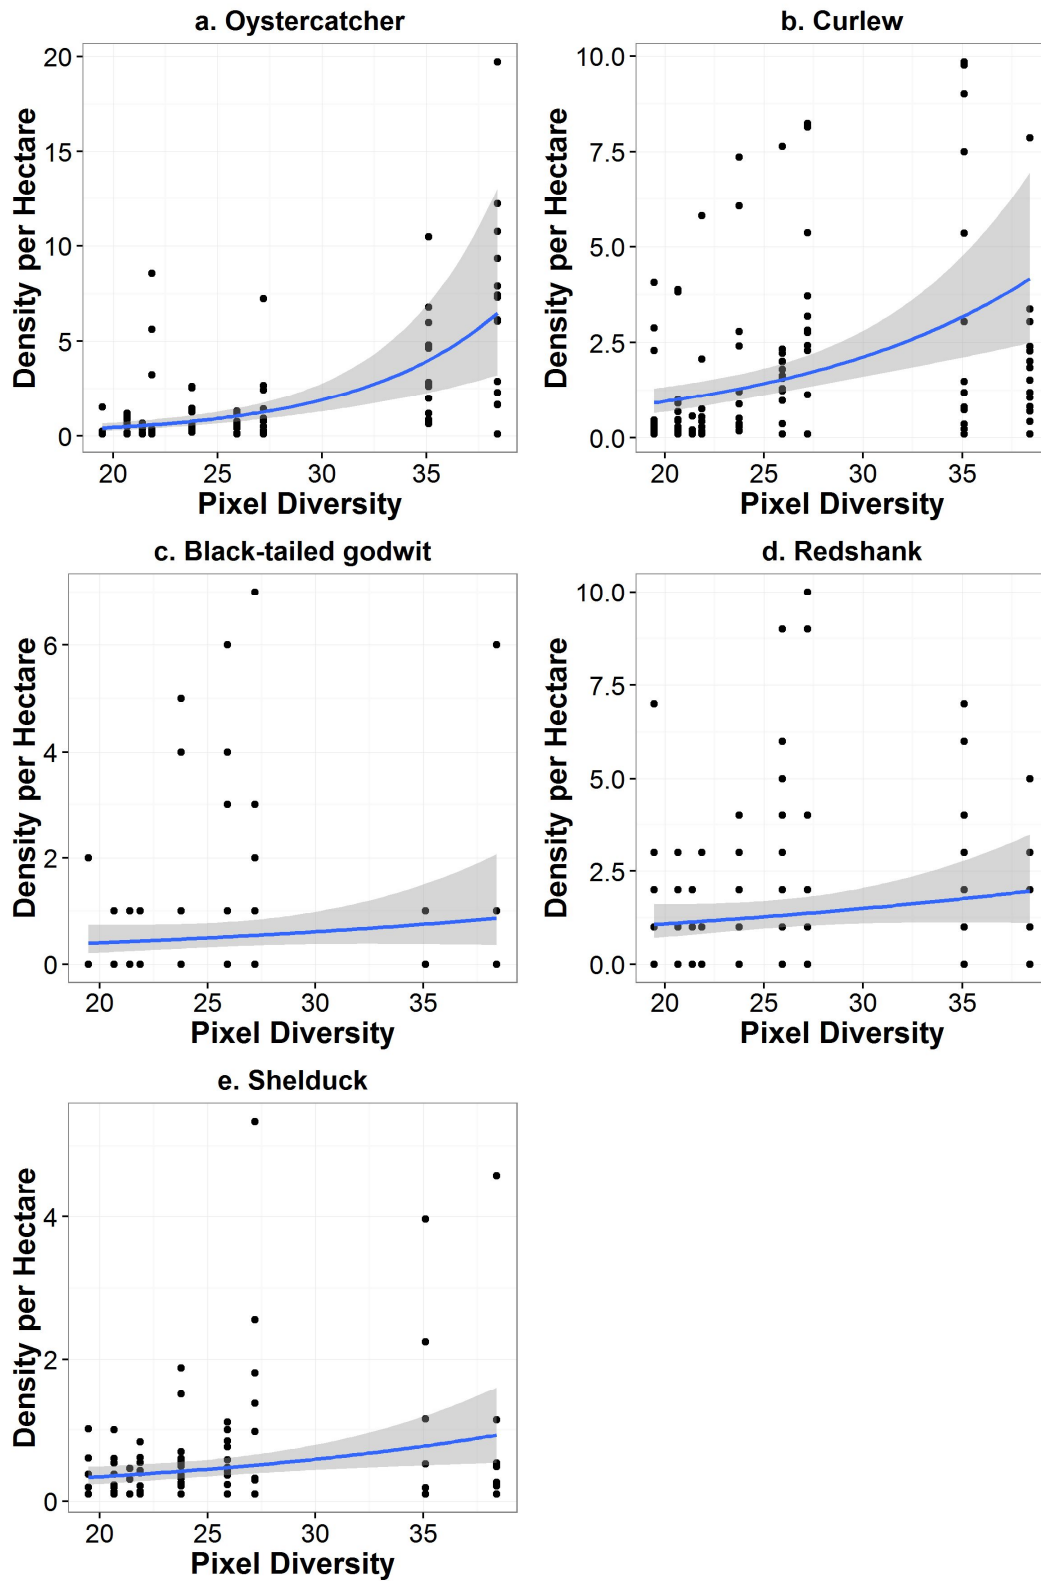 a. Oystercatcher
Density per Hectare
20
15
10
5
0
20 25 30 35
Pixel Diversity
b. Curlew
Density per Hectare
10.0
7.5
5.0
2.5
0.0
20 25 30 35
Pixel Diversity
c. Black-tailed godwit
Density per Hectare
6
4
2
0
20 25 30 35
Pixel Diversity
d. Redshank
Density per Hectare
10.0
7.5
5.0
2.5
0.0
20 25 30 35
Pixel Diversity
e. Shelduck
Density per Hectare
4
2
0
20 25 30 35
Pixel Diversity